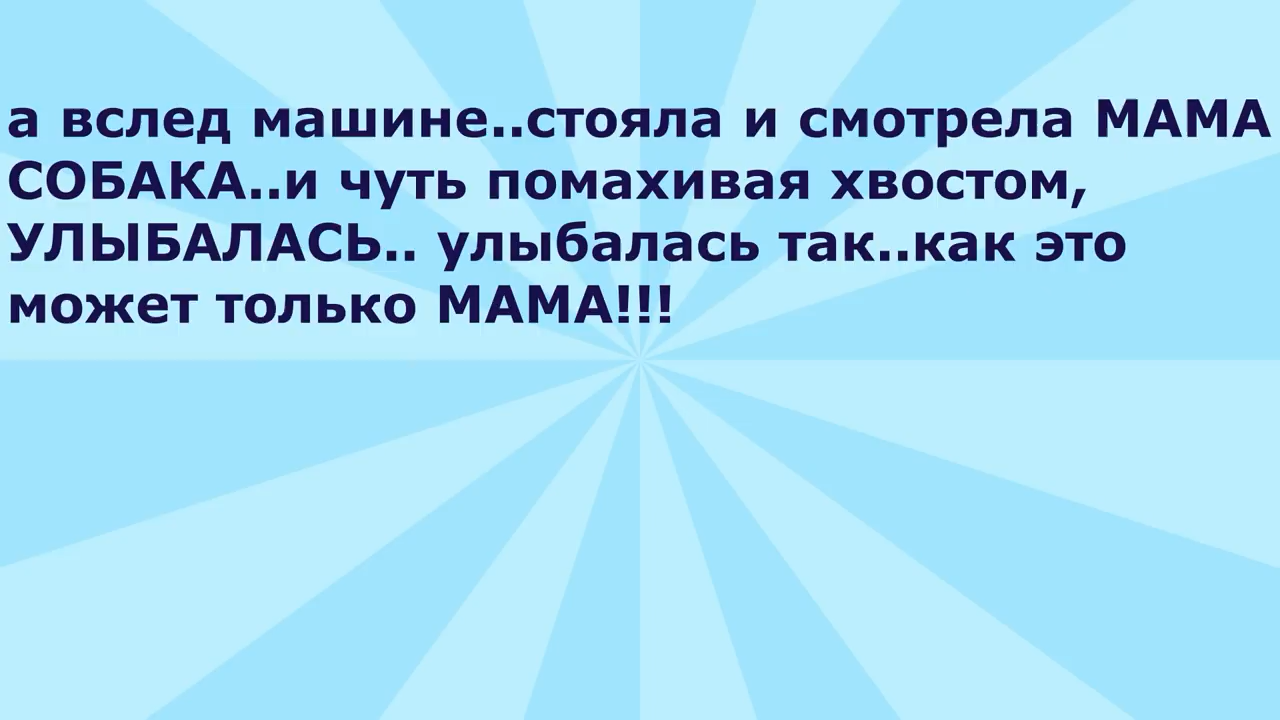 а вслед машине..стояла и смотрела МАМА
СОБАКА..и чуть помахивая хвостом,
УЛЫБАЛАСЬ.. улыбалась так..как это
может только МАМА!!!